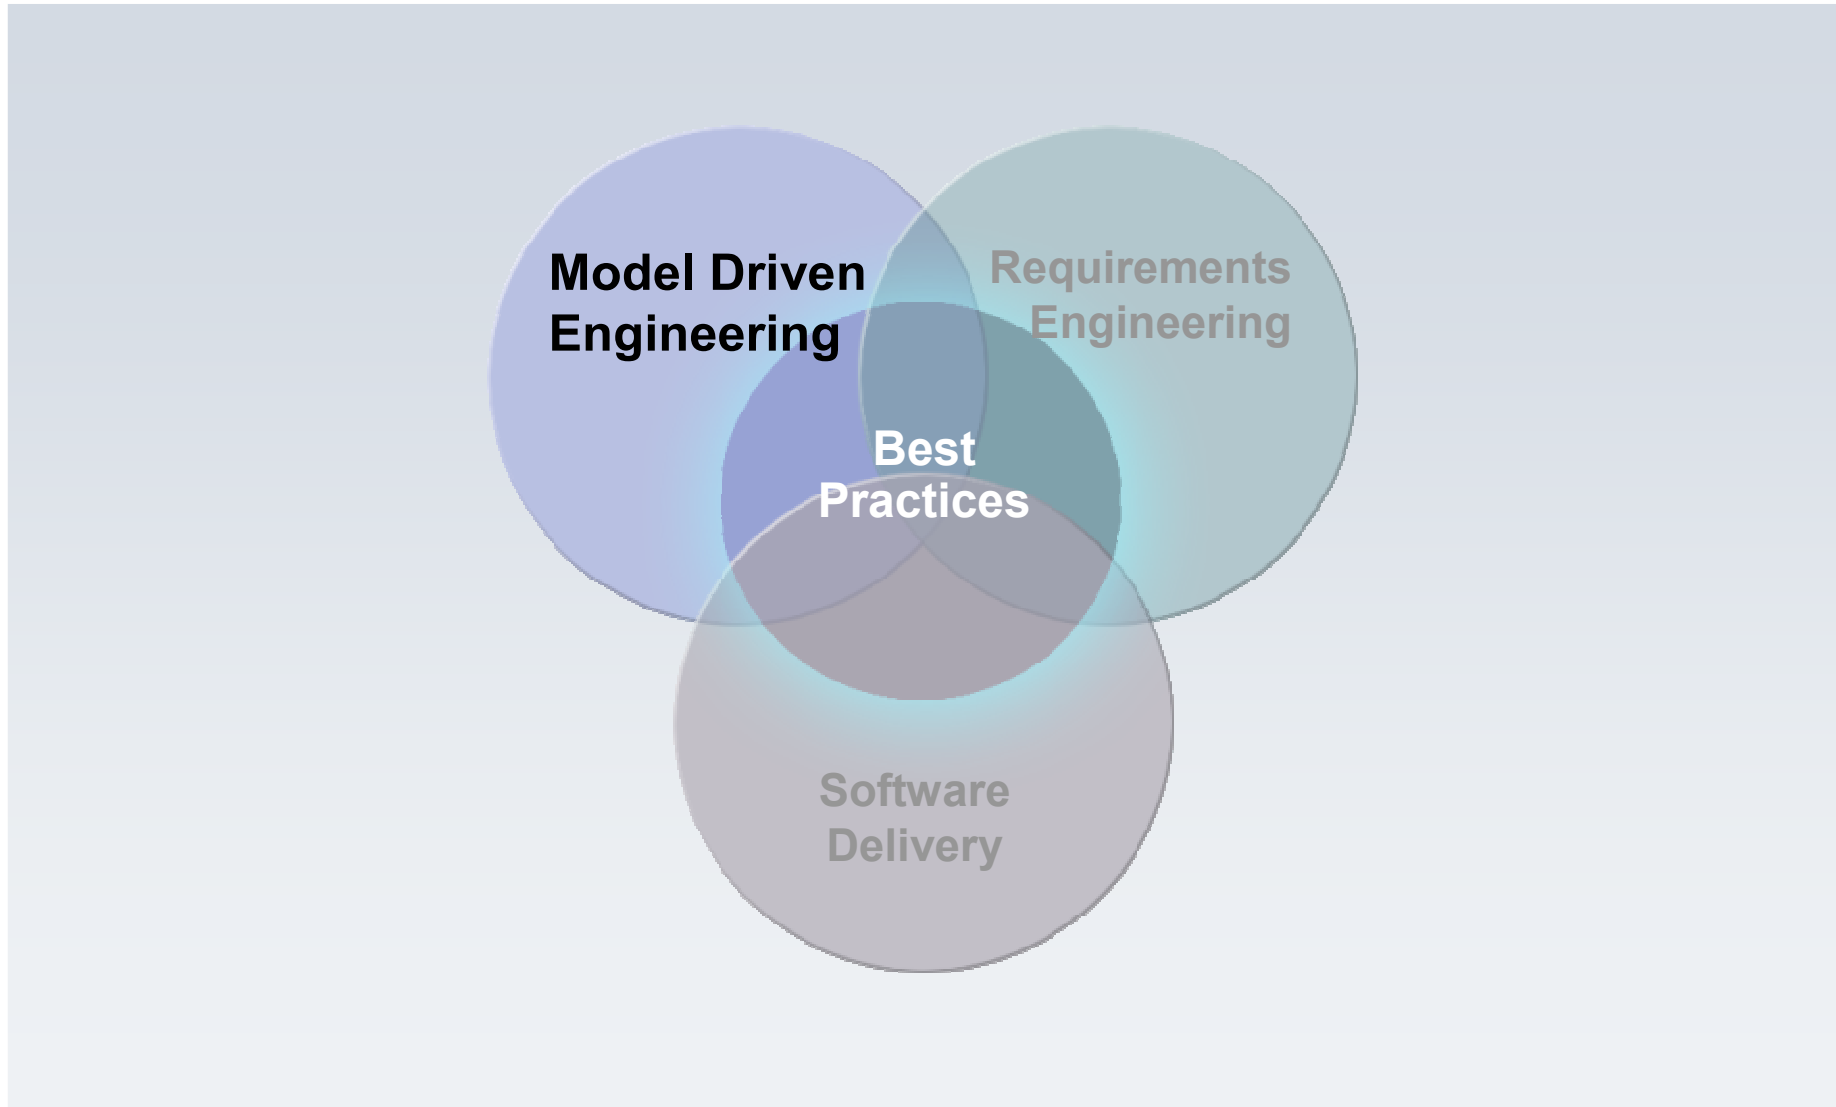 Model Driven
Engineering
Requirements
Engineering
Best
Practices
Software
Delivery